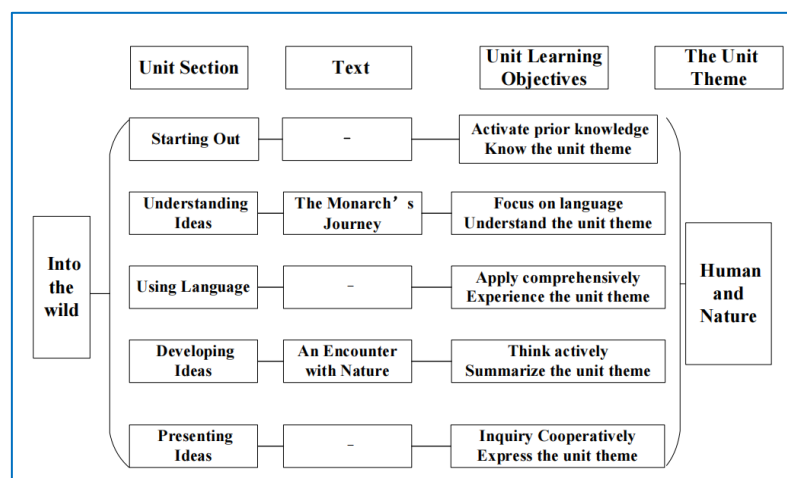 Unit Section
Text
Unit Learning
Objectives
The Unit
Theme
Starting Out
-
Activate prior knowledge
Know the unit theme
Understanding
Ideas
The Monarch’s
Journey
Focus on language
Understand the unit theme
Into
the
wild
Using Language
-
Apply comprehensively
Experience the unit theme
Human
and
Nature
Developing
Ideas
An Encounter
with Nature
Think actively
Summarize the unit theme
Presenting
Ideas
-
Inquiry Cooperatively
Express the unit theme